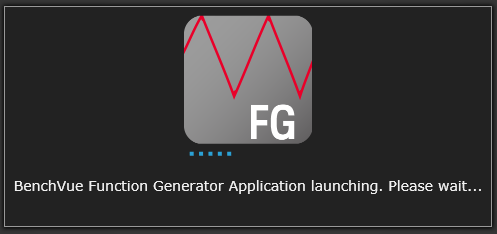 FG
BenchVue Function Generator Application launching. Please wait...